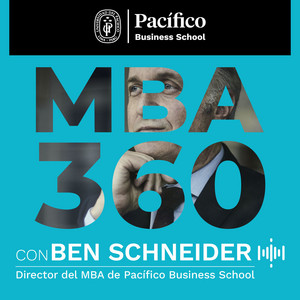 Pacífico
Business School
MBA
360
CON BEN SCHNEIDER
Director del MBA de Pacífico Business School